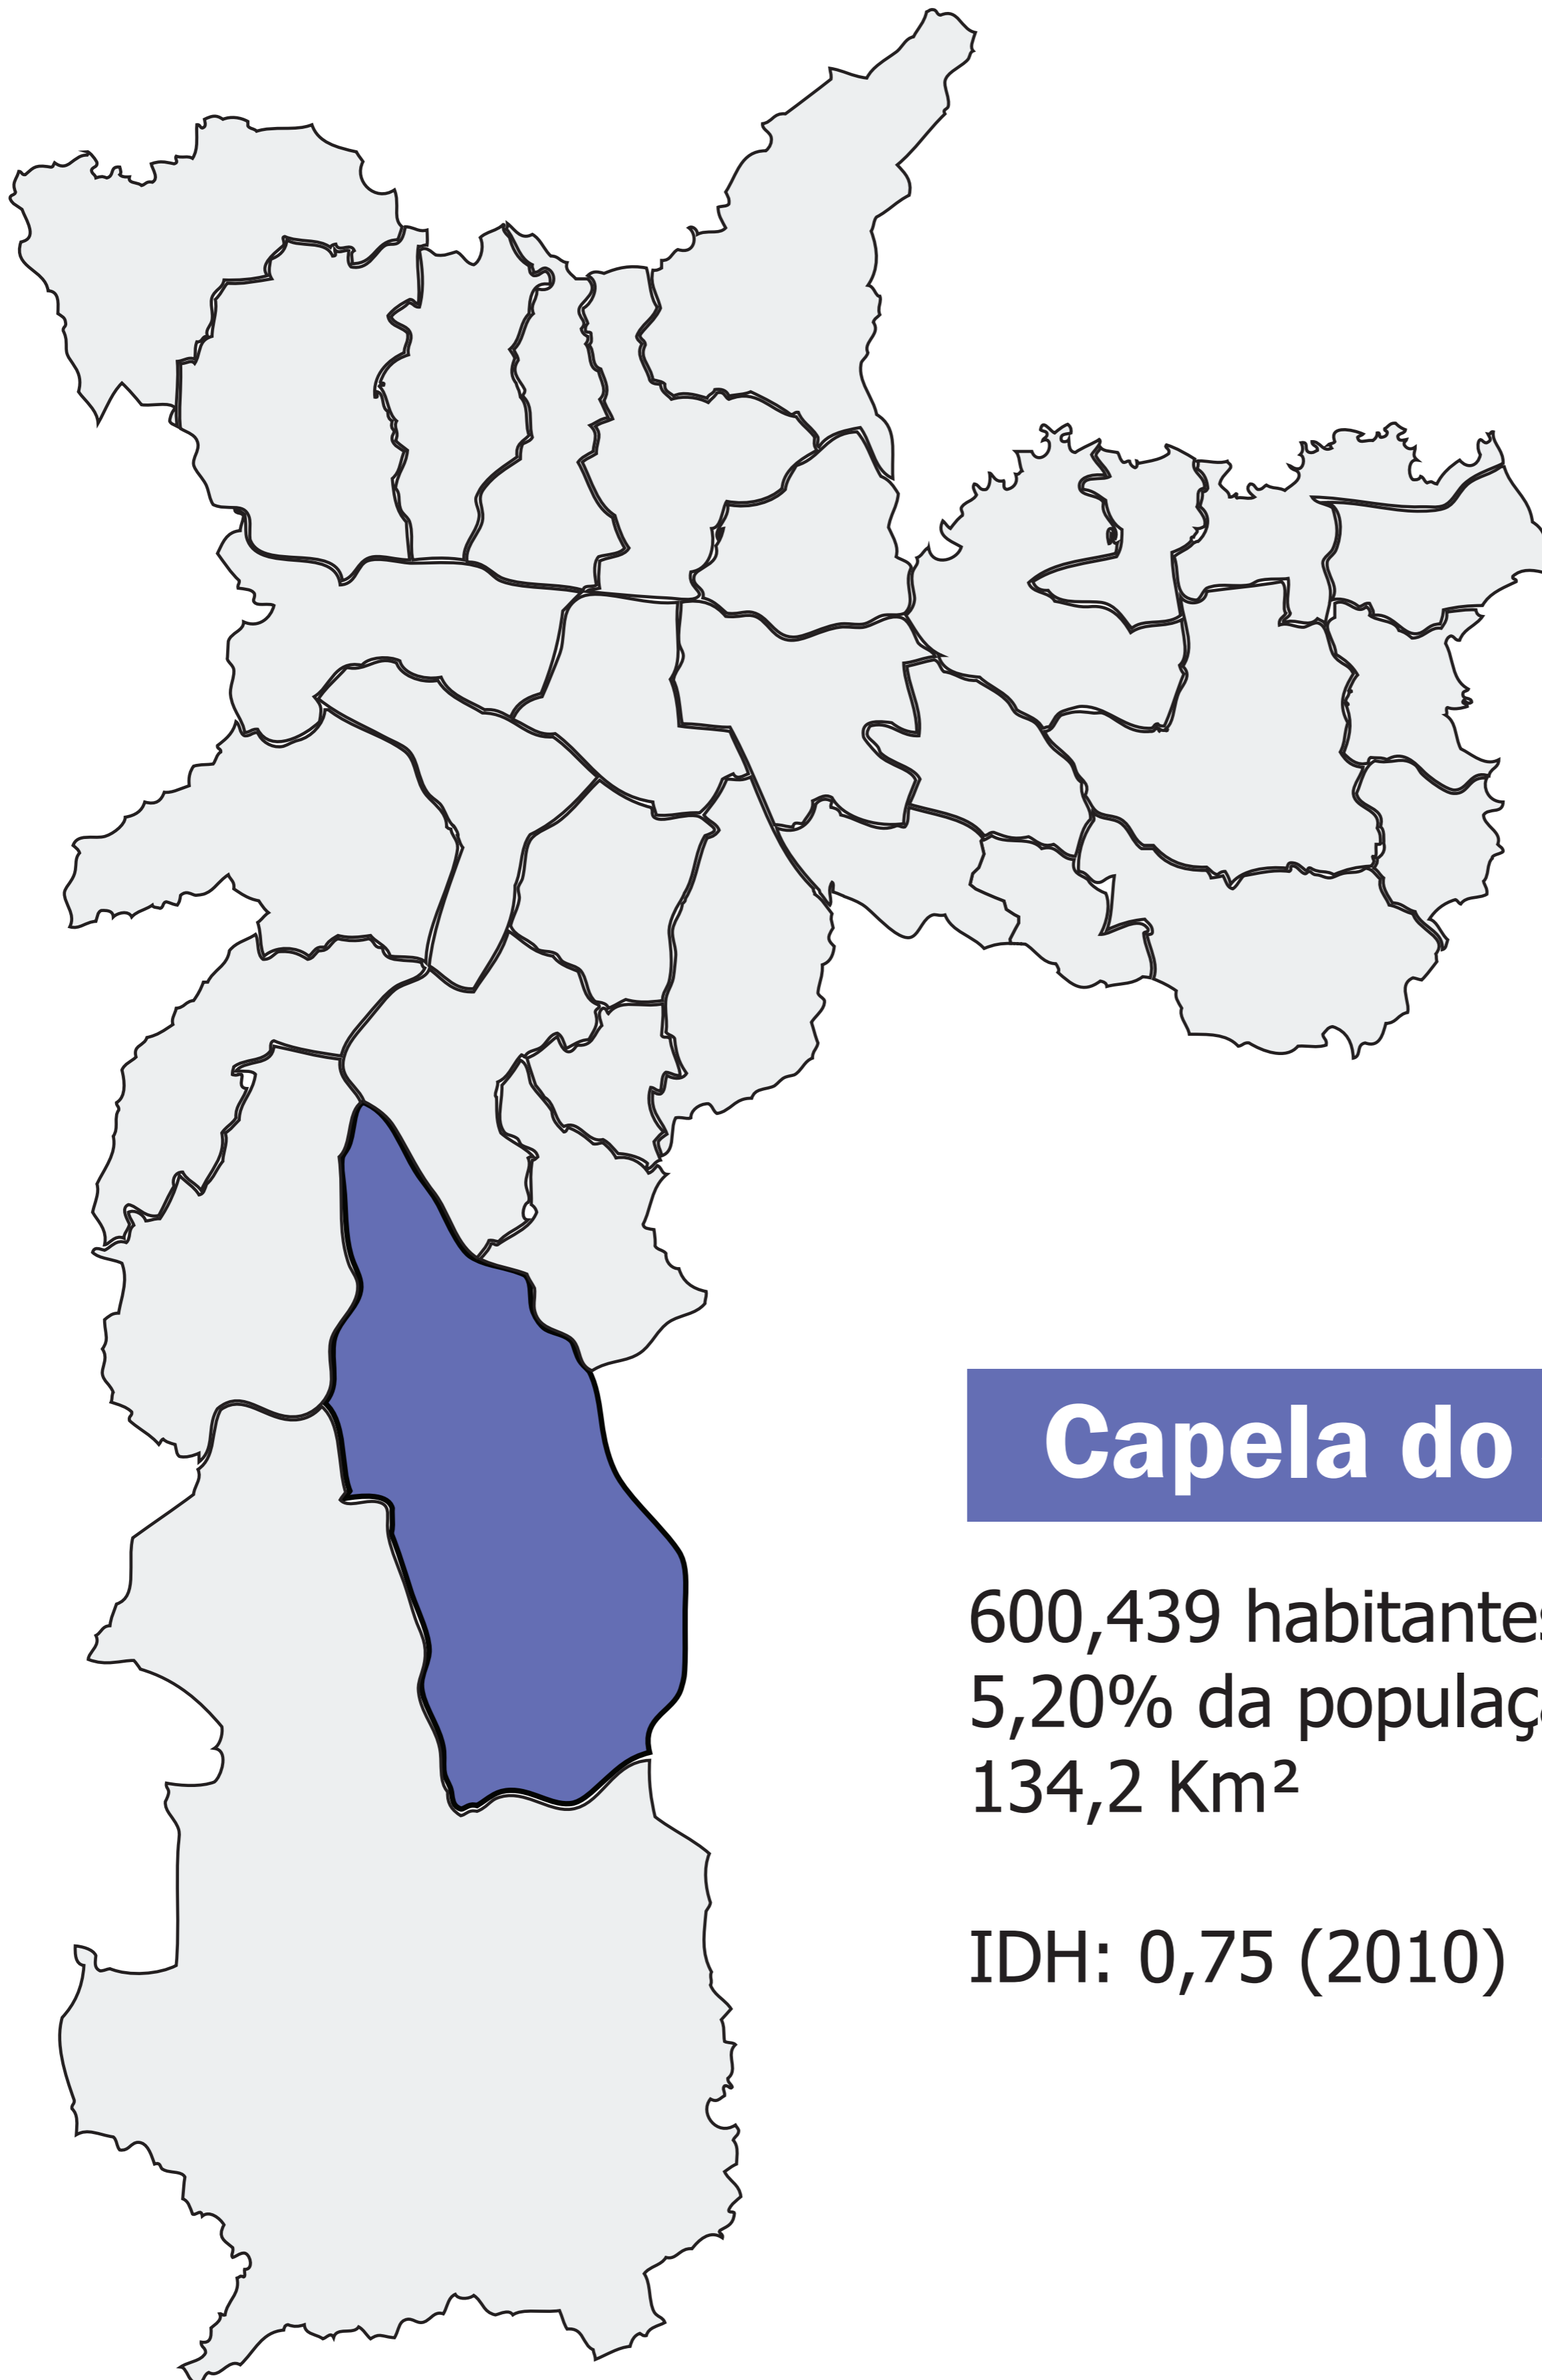 Capela do
600,439 habitantes
5,20% da populaç
134,2 Km²
IDH: 0,75 (2010)